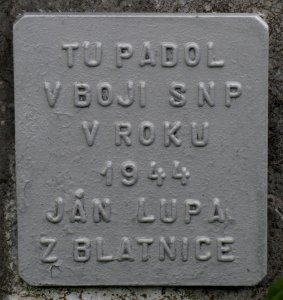 TU PADOL
V BOJI SNP
V ROKU
1944
JÁN LUPA
Z BLATNICE